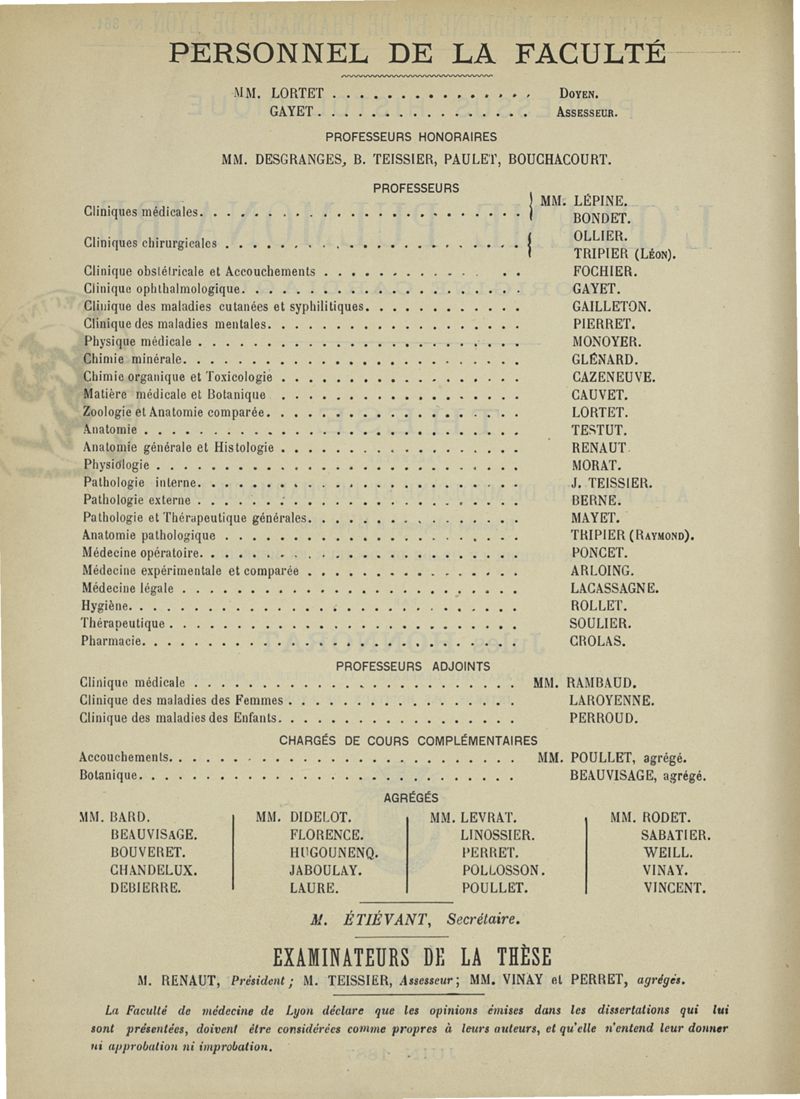 PERSONNEL DE LA FACULTÉ
MM. LORTET . . . . . . . . . . . . . . . DOYEN.
GAYET . . . . . . . . . . . . . . . . ASSESSEUR.
PROFESSEURS HONORAIRES
MM. DESGRANGES, B. TEISSIER, PAULET, BOUCHACOURT.
PROFESSEURS
Cliniques médicales. . . . . . . . . . . . { MM. LÉPINE.
BONDET.
Cliniques chirurgicales . . . . . . . . . . . . { OLLIER.
TRIPIER (LÉON).
Clinique obstétricale et Accouchements . . . . . . . . . . . . FOCHIER.
Clinique ophthalmologique. . . . . . . . . . . . GAYET.
Clinique des maladies cutanées et syphilitiques. . . . . . . . . . . . GAILLETON.
Clinique des maladies mentales. . . . . . . . . . . . PIERRET.
Physique médicale . . . . . . . . . . . . MONOYER.
Chimie minérale. . . . . . . . . . . . GLÉNARD.
Chimie organique et Toxicologie . . . . . . . . . . . . CAZENEUVE.
Matière médicale et Botanique . . . . . . . . . . . . CAUVET.
Zoologie et Anatomie comparée. . . . . . . . . . . . LORTET.
Anatomie . . . . . . . . . . . . TESTUT.
Anatomie générale et Histologie . . . . . . . . . . . . RENAUT
Physiologie . . . . . . . . . . . . MORAT.
Pathologie interne. . . . . . . . . . . . J. TEISSIER.
Pathologie externe . . . . . . . . . . . . BERNE.
Pathologie et Thérapeutique générales. . . . . . . . . . . . MAYET.
Anatomie pathologique . . . . . . . . . . . . TRIPIER (RAYMOND).
Médecine opératoire. . . . . . . . . . . . PONCET.
Médecine expérimentale et comparée . . . . . . . . . . . . ARLOING.
Médecine légale . . . . . . . . . . . . LACASSAGNE.
Hygiène. . . . . . . . . . . . ROLLET.
Thérapeutique . . . . . . . . . . . . SOULIER.
Pharmacie. . . . . . . . . . . . CROLAS.
PROFESSEURS ADJOINTS
Clinique médicale . . . . . . . . . . . . MM. RAMBAUD.
Clinique des maladies des Femmes . . . . . . . . . . . . LAROYENNE.
Clinique des maladies des Enfants. . . . . . . . . . . . PERROUD.
CHARGÉS DE COURS COMPLÉMENTAIRES
Accouchements. . . . . . . . . . . . MM. POULLET, agrégé.
Botanique. . . . . . . . . . . . BEAUVISAGE, agrégé.
AGRÉGÉS
MM. BARD. MM. DIDELOT. MM. LEVRAT. MM. RODET.
BEAUVISAGE. FLORENCE. LINOSSIER. SABATIER.
BOUVERET. HUGOUNENQ. PERRET. WEILL.
CHANDELUX. JABOULAY. POLLOSSON. VINAY.
DEBIERRE. LAURE. POULLET. VINCENT.
M. ÉTIÉVANT, Secrétaire.
EXAMINATEURS DE LA THÈSE
M. RENAUT, Président; M. TEISSIER, Assesseur; MM. VINAY et PERRET, agrégés.
La Faculté de médecine de Lyon déclare que les opinions émises dans les dissertations qui lui
sont présentées, doivent être considérées comme propres à leurs auteurs, et qu'elle n'entend leur donner
ni approbation ni improbation.